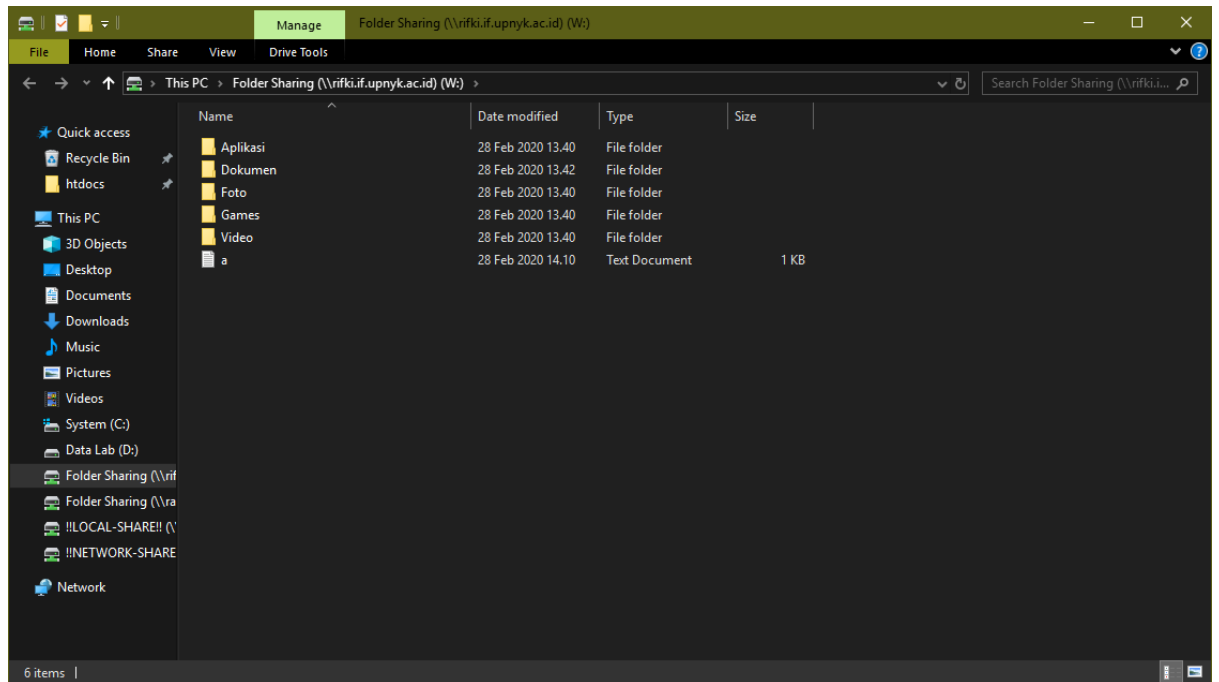 Manage
Folder Sharing (\\rifki.if.upnyk.ac.id) (W:)
File Home Share View Drive Tools
This PC > Folder Sharing (\\rifki.if.upnyk.ac.id) (W:) >
Search Folder Sharing (\\rifki.i...
Quick access
Recycle Bin
htdocs
This PC
3D Objects
Desktop
Documents
Downloads
Music
Pictures
Videos
System (C:)
Data Lab (D:)
Folder Sharing (\\rif
Folder Sharing (\\ra
!!LOCAL-SHARE!! (\'
!!NETWORK-SHARE
Network
Name Date modified Type Size
Aplikasi 28 Feb 2020 13.40 File folder
Dokumen 28 Feb 2020 13.42 File folder
Foto 28 Feb 2020 13.40 File folder
Games 28 Feb 2020 13.40 File folder
Video 28 Feb 2020 13.40 File folder
a 28 Feb 2020 14.10 Text Document 1 KB
6 items